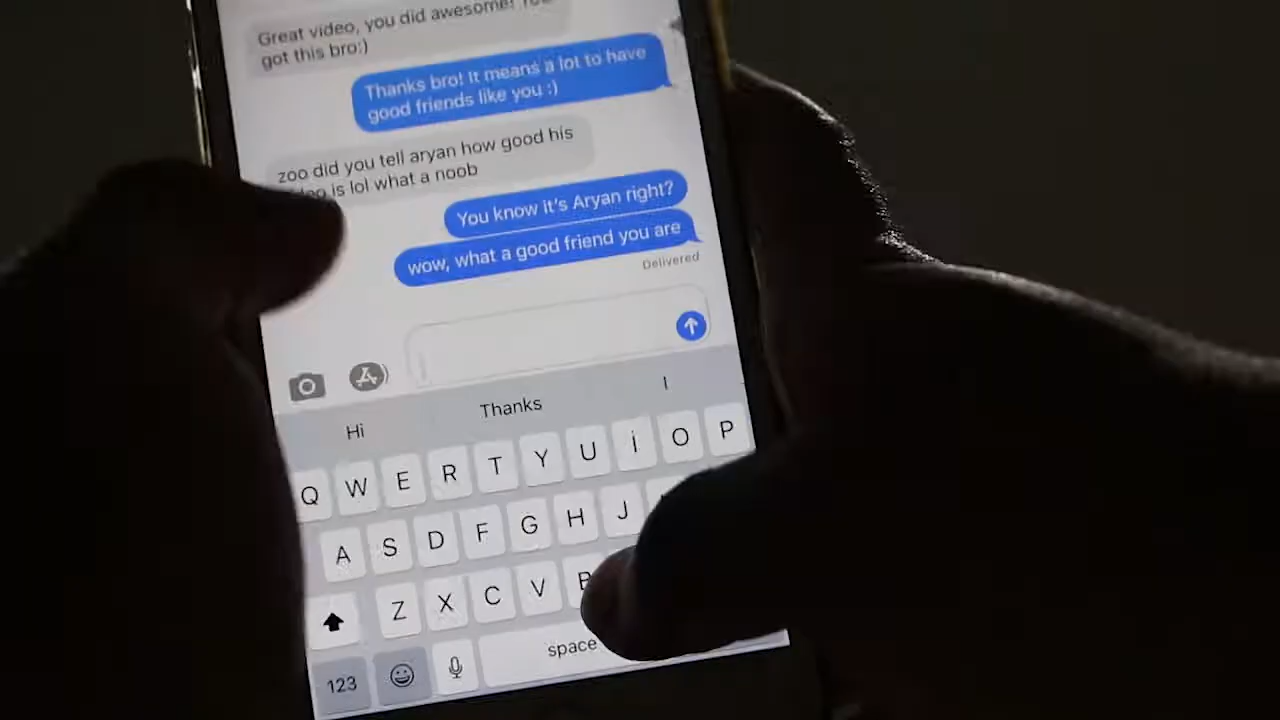 Great video, you did awesome! You
got this bro:)
Thanks bro! It means a lot to have
good friends like you :)
zoo did you tell aryan how good his
is lol what a noob
You know it's Aryan right?
wow, what a good friend you are
Delivered
Hi Thanks I
Q W E R T Y U i O P
A S D F G H J
Z X C V B
123 space